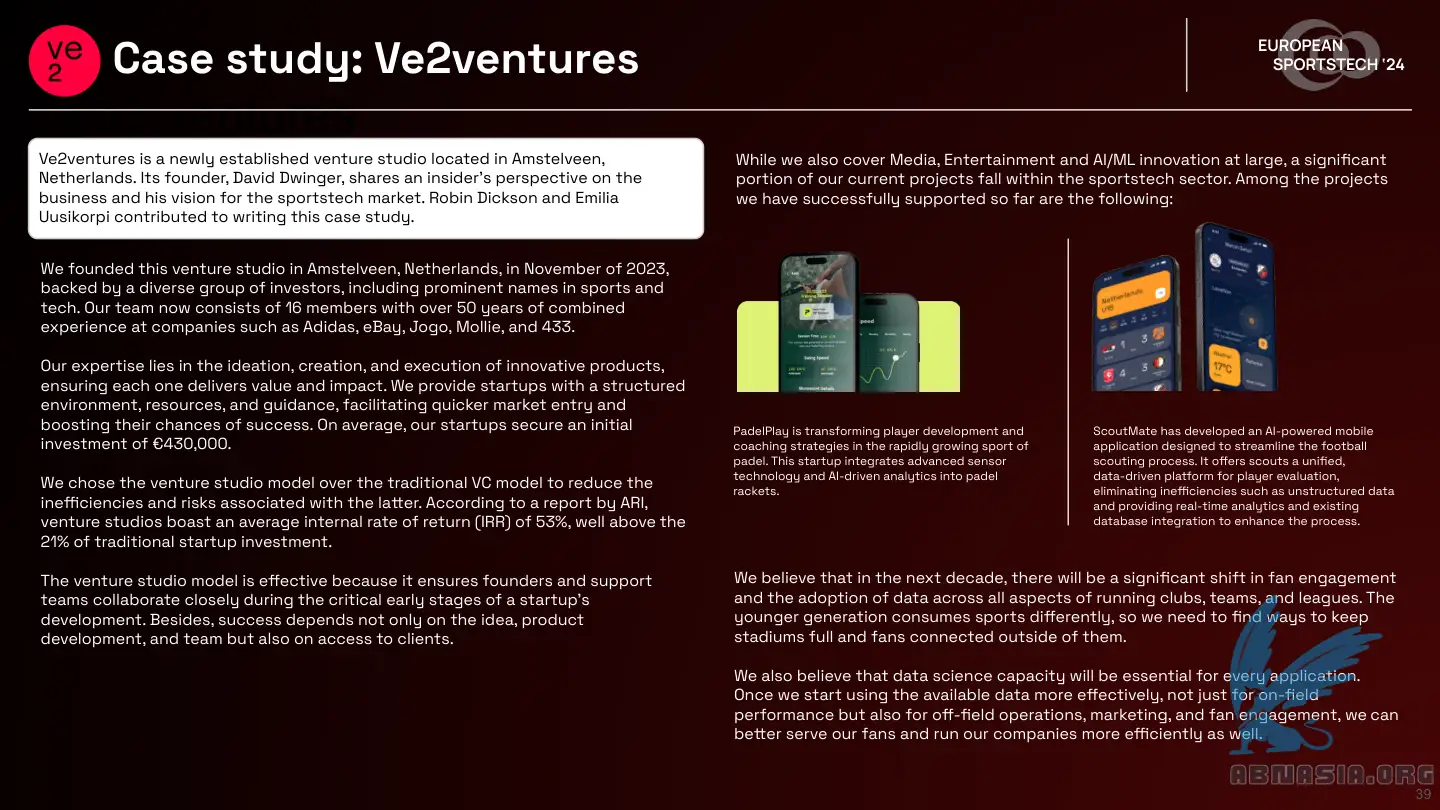 ve
2
Case study: Ve2ventures
EUROPEAN
SPORTSTECH '24
Ve2ventures is a newly established venture studio located in Amstelveen,
Netherlands. Its founder, David Dwinger, shares an insider's perspective on the
business and his vision for the sportstech market. Robin Dickson and Emilia
Uusikorpi contributed to writing this case study.
We founded this venture studio in Amstelveen, Netherlands, in November of 2023,
backed by a diverse group of investors, including prominent names in sports and
tech. Our team now consists of 16 members with over 50 years of combined
experience at companies such as Adidas, eBay, Jogo, Mollie, and 433.
Our expertise lies in the ideation, creation, and execution of innovative products,
ensuring each one delivers value and impact. We provide startups with a structured
environment, resources, and guidance, facilitating quicker market entry and
boosting their chances of success. On average, our startups secure an initial
investment of €430,000.
We chose the venture studio model over the traditional VC model to reduce the
inefficiencies and risks associated with the latter. According to a report by ARI,
venture studios boast an average internal rate of return (IRR) of 53%, well above the
21% of traditional startup investment.
The venture studio model is effective because it ensures founders and support
teams collaborate closely during the critical early stages of a startup's
development. Besides, success depends not only on the idea, product
development, and team but also on access to clients.
While we also cover Media, Entertainment and AI/ML innovation at large, a significant
portion of our current projects fall within the sportstech sector. Among the projects
we have successfully supported so far are the following:
Swing Speed
Netherlands
U19
1
3
4
3
17°C
PadelPlay is transforming player development and
coaching strategies in the rapidly growing sport of
padel. This startup integrates advanced sensor
technology and AI-driven analytics into padel
rackets.
ScoutMate has developed an AI-powered mobile
application designed to streamline the football
scouting process. It offers scouts a unified,
data-driven platform for player evaluation,
eliminating inefficiencies such as unstructured data
and providing real-time analytics and existing
database integration to enhance the process.
We believe that in the next decade, there will be a significant shift in fan engagement
and the adoption of data across all aspects of running clubs, teams, and leagues. The
younger generation consumes sports differently, so we need to find ways to keep
stadiums full and fans connected outside of them.
We also believe that data science capacity will be essential for every application.
Once we start using the available data more effectively, not just for on-field
performance but also for off-field operations, marketing, and fan engagement, we can
better serve our fans and run our companies more efficiently as well.
ABNASIA.ORG
39